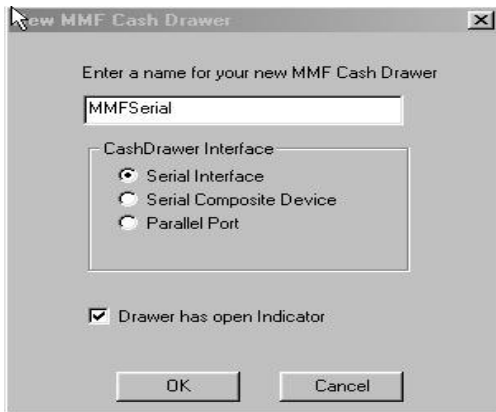 New MMF Cash Drawer
Enter a name for your new MMF Cash Drawer
MMFSerial
CashDrawer Interface
Serial Interface
Serial Composite Device
Parallel Port
Drawer has open Indicator
OK
Cancel